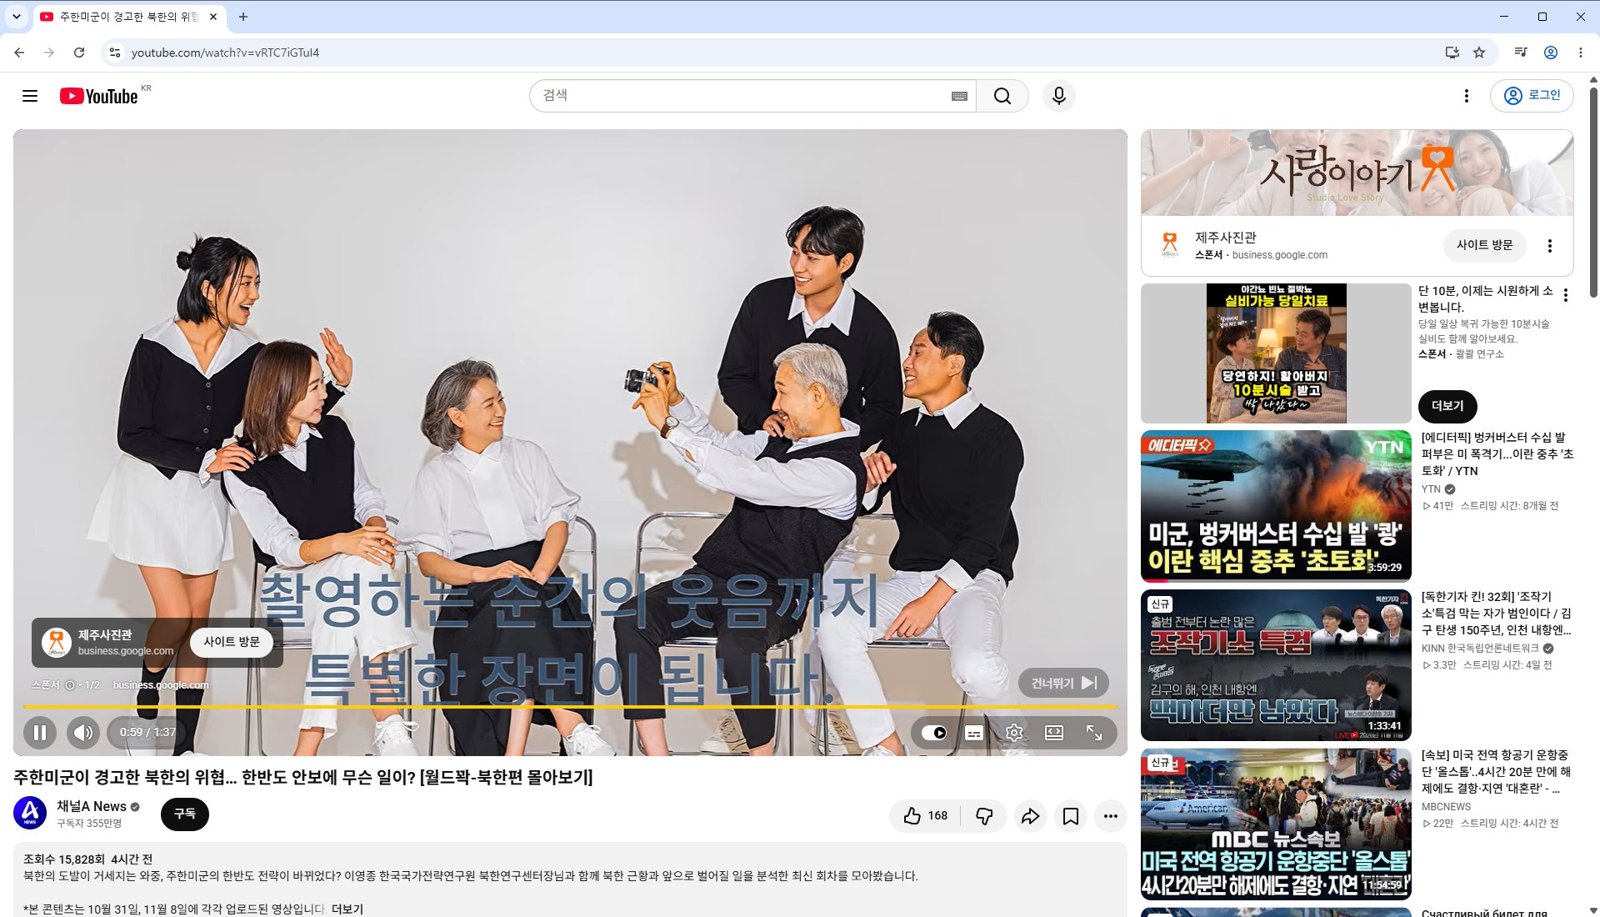 주한미군이 경고한 북한의 위협
youtube.com/watch?v=vRTC7iGTuI4
YouTube KR
검색
로그인
촬영하는 순간의 웃음까지
특별한 장면이 됩니다.
제주사진관
business.google.com
사이트 방문
스폰서 · 1/2 business.google.com
건너뛰기
0:59 / 1:37
주한미군이 경고한 북한의 위협... 한반도 안보에 무슨 일이? [월드꽉-북한편 몰아보기]
채널A News
구독자 355만명
구독
168
조회수 15,828회 4시간 전
북한의 도발이 거세지는 와중, 주한미군의 한반도 전략이 바뀌었다? 이영종 한국국가전략연구원 북한연구센터장님과 함께 북한 근황과 앞으로 벌어질 일을 분석한 최신 회차를 모아봤습니다.
*본 콘텐츠는 10월 31일, 11월 8일에 각각 업로드된 영상입니다. 더보기
사랑이야기
Studio Love Story
제주사진관
스폰서 · business.google.com
사이트 방문
야간뇨 빈뇨 절박뇨
실비가능 당일치료
당연하지! 할아버지
10분시술 받고
싹 나았다~
단 10분, 이제는 시원하게 소
변봅니다.
당일 일상 복귀 가능한 10분시술
실비도 함께 알아보세요.
스폰서 · 콸콸 연구소
더보기
에디터픽
YTN
미군, 벙커버스터 수십 발 '쾅'
이란 핵심 중추 '초토화'
3:59:29
[에디터픽] 벙커버스터 수십 발
퍼부은 미 폭격기...이란 중추 '초
토화' / YTN
YTN
41만 스트리밍 시간: 8개월 전
신규
독한기자
출범 전부터 논란 많은
조작기소 특검
김구의 해, 인천 내항엔
맥아더만 남았다
1:33:41
[독한기자 킨! 32회] '조작기
소'특검 막는 자가 범인이다 / 김
구 탄생 150주년, 인천 내항엔...
KINN 한국독립언론네트워크
3.3만 스트리밍 시간: 4일 전
신규
American
MBC 뉴스속보
미국 전역 항공기 운항중단 '올스톱'
4시간20분만 해제에도 결항·지연
11:54:59
[속보] 미국 전역 항공기 운항중
단 '올스톱'..4시간 20분 만에 해
제에도 결항·지연 '대혼란' - ...
MBCNEWS
22만 스트리밍 시간: 4시간 전
Счастливый билет для